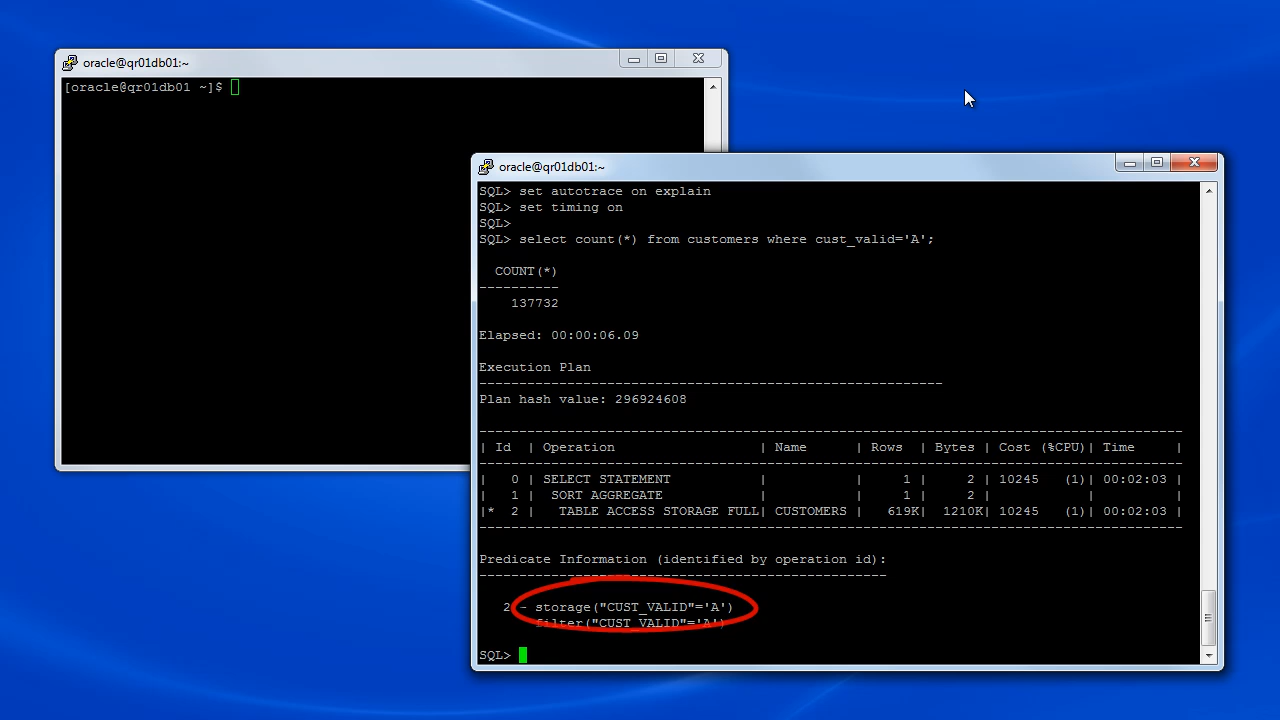 oracle@qr01db01:~
[oracle@qr01db01 ~]$
oracle@qr01db01:~
SQL> set autotrace on explain
SQL> set timing on
SQL>
SQL> select count(*) from customers where cust_valid='A';
  COUNT(*)
----------
    137732
Elapsed: 00:00:06.09
Execution Plan
----------------------------------------------------------
Plan hash value: 296924608
----------------------------------------------------------------------------------------
| Id  | Operation                  | Name      | Rows  | Bytes | Cost (%CPU)| Time     |
----------------------------------------------------------------------------------------
|   0 | SELECT STATEMENT           |           |     1 |     2 | 10245   (1)| 00:02:03 |
|   1 |  SORT AGGREGATE            |           |     1 |     2 |            |          |
|*  2 |   TABLE ACCESS STORAGE FULL| CUSTOMERS |   619K|  1210K| 10245   (1)| 00:02:03 |
----------------------------------------------------------------------------------------
Predicate Information (identified by operation id):
---------------------------------------------------
   2 - storage("CUST_VALID"='A')
       filter("CUST_VALID"='A')
SQL>